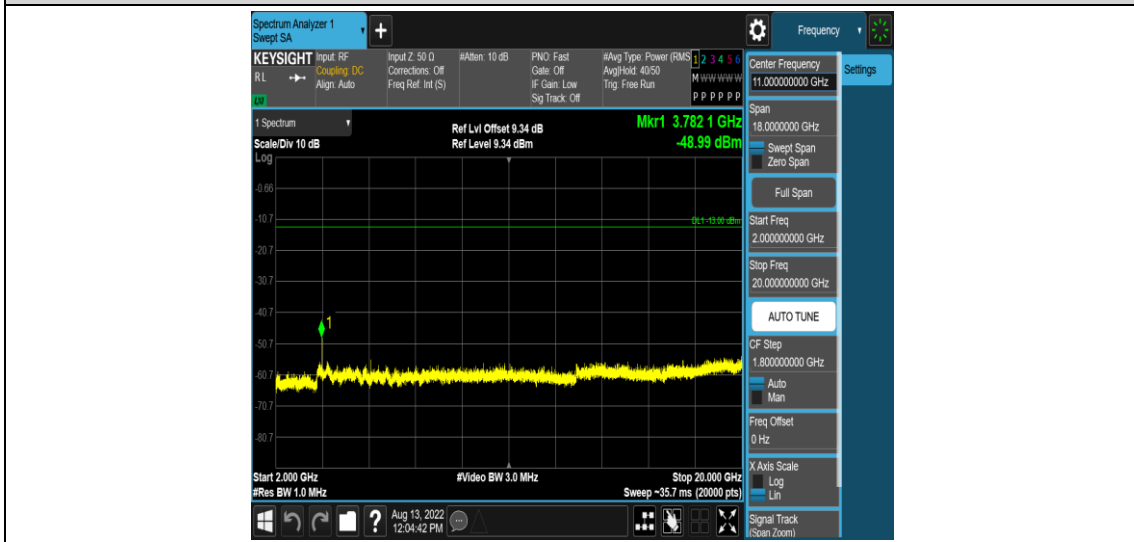 Spectrum Analyzer 1
Swept SA
+
Frequency
KEYSIGHT
RL
LXI
Input: RF
Coupling: DC
Align: Auto
Input Z: 50 Ω
Corrections: Off
Freq Ref: Int (S)
#Atten: 10 dB
PNO: Fast
Gate: Off
IF Gain: Low
Sig Track: Off
#Avg Type: Power (RMS
Avg|Hold: 40/50
Trig: Free Run
1 2 3 4 5 6
M W W W W W
P P P P P P
1 Spectrum
Scale/Div 10 dB
Log
Ref Lvl Offset 9.34 dB
Ref Level 9.34 dBm
Mkr1 3.782 1 GHz
-48.99 dBm
-0.66
-10.7
DL1 -13.00 dBm
-20.7
-30.7
-40.7
1
-50.7
-60.7
-70.7
-80.7
Start 2.000 GHz
#Res BW 1.0 MHz
#Video BW 3.0 MHz
Stop 20.000 GHz
Sweep ~35.7 ms (20000 pts)
?
Aug 13, 2022
12:04:42 PM
Center Frequency
11.000000000 GHz
Settings
Span
18.0000000 GHz
Swept Span
Zero Span
Full Span
Start Freq
2.000000000 GHz
Stop Freq
20.000000000 GHz
AUTO TUNE
CF Step
1.800000000 GHz
Auto
Man
Freq Offset
0 Hz
X Axis Scale
Log
Lin
Signal Track
(Span Zoom)